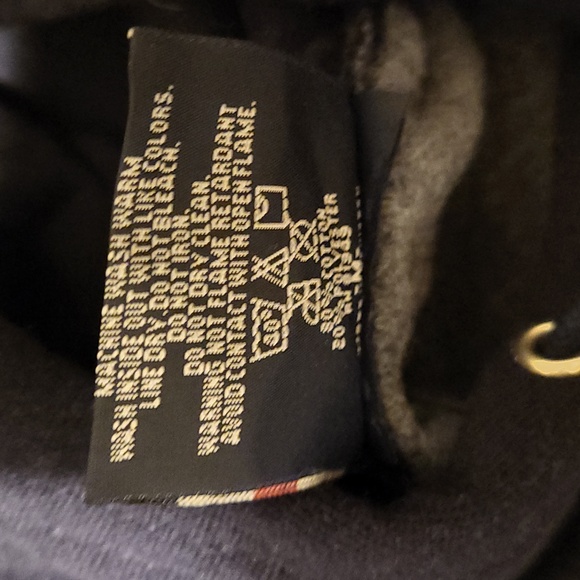 MACHINE WASH WARM
WASH INSIDE OUT WITH LIKE COLORS.
LINE DRY. DO NOT BLEACH.
DO NOT IRON
DO NOT DRY CLEAN.
WARNING NOT FLAME RETARDANT
AVOID CONTACT WITH OPEN FLAME.